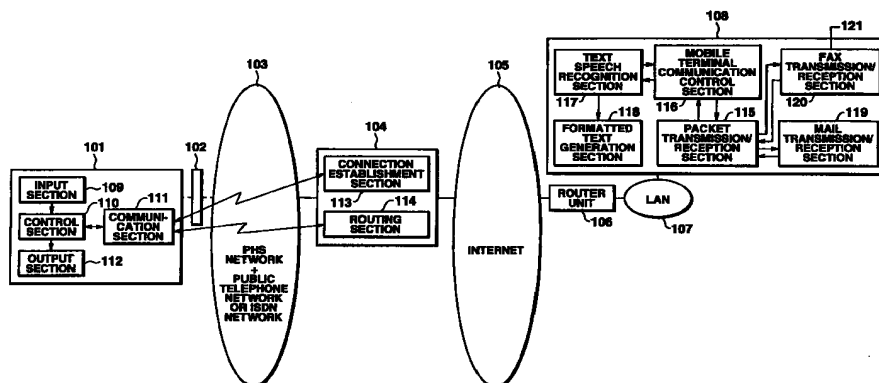 101
INPUT
SECTION
109
110
CONTROL
SECTION
111
COMMUNI-
CATION
SECTION
OUTPUT
SECTION
112
102
103
PHS
NETWORK
+
PUBLIC
TELEPHONE
NETWORK
OR ISDN
NETWORK
104
CONNECTION
ESTABLISHMENT
SECTION
113
114
ROUTING
SECTION
105
INTERNET
ROUTER
UNIT
106
LAN
107
108
TEXT
SPEECH
RECOGNITION
SECTION
117
MOBILE
TERMINAL
COMMUNICATION
CONTROL
SECTION
116
121
FAX
TRANSMISSION/
RECEPTION
SECTION
120
118
FORMATTED
TEXT
GENERATION
SECTION
115
PACKET
TRANSMISSION/
RECEPTION
SECTION
119
MAIL
TRANSMISSION/
RECEPTION
SECTION